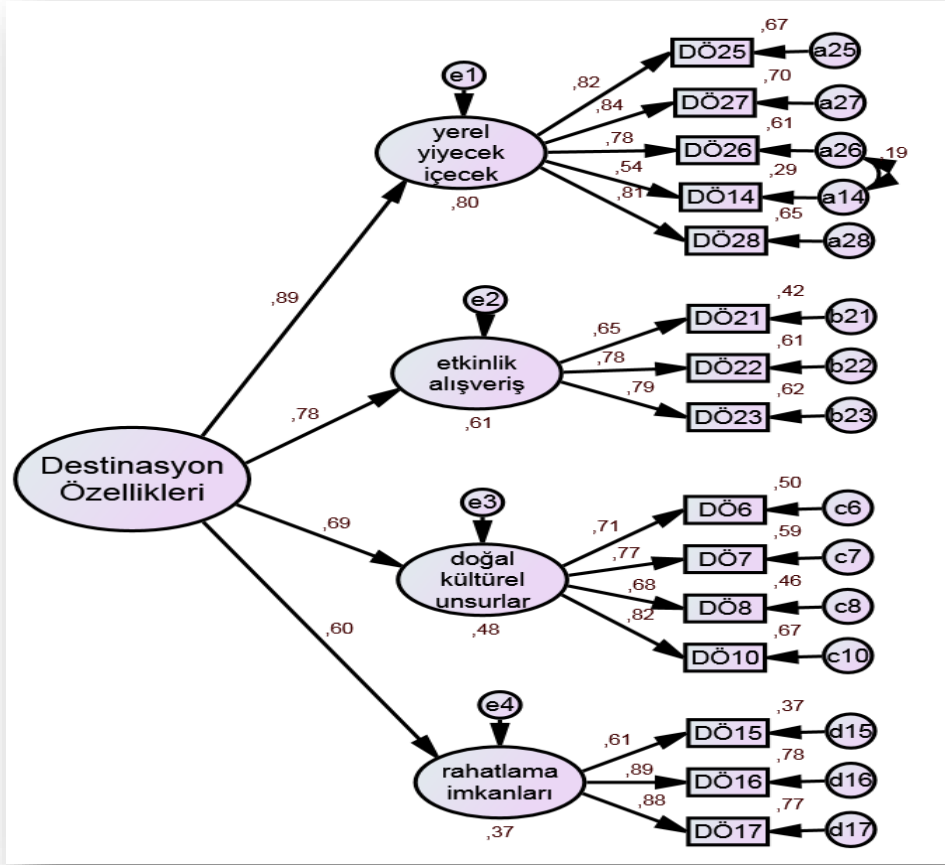 ,67
DÖ25
a25
e1
,82
,70
,84
DÖ27
a27
yerel
yiyecek
içecek
,61
,78
DÖ26
a26
,19
,54
,29
DÖ14
a14
,80
,81
,65
DÖ28
a28
,89
e2
,42
,65
DÖ21
b21
etkinlik
alışveriş
,61
,78
DÖ22
b22
,62
,79
DÖ23
b23
,78
,61
Destinasyon
Özellikleri
e3
,50
,71
DÖ6
c6
,69
doğal
kültürel
unsurlar
,59
,77
DÖ7
c7
,46
,68
DÖ8
c8
,82
,67
DÖ10
c10
,48
,60
e4
,37
,61
DÖ15
d15
rahatlama
imkanları
,78
,89
DÖ16
d16
,77
,88
DÖ17
d17
,37